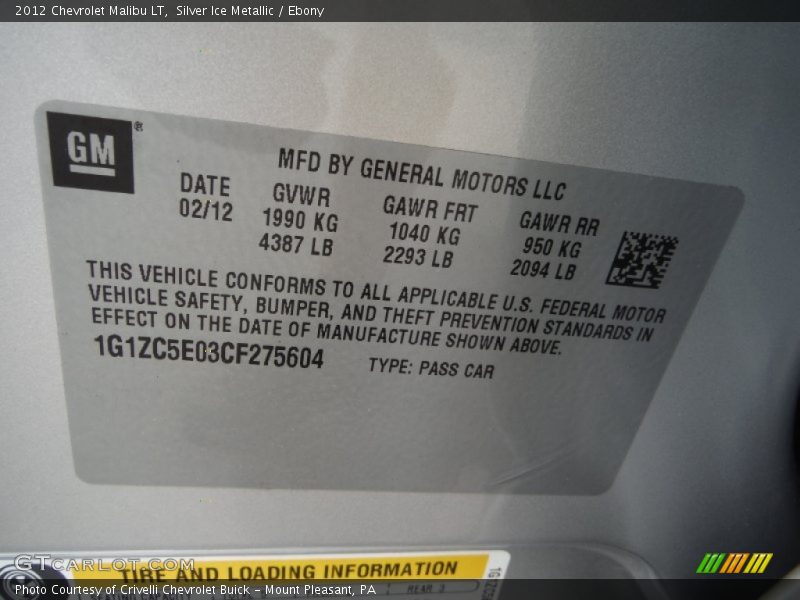 2012 Chevrolet Malibu LT, Silver Ice Metallic / Ebony
GM®
MFD BY GENERAL MOTORS LLC
DATE GVWR GAWR FRT GAWR RR
02/12 1990 KG 1040 KG 950 KG
4387 LB 2293 LB 2094 LB
THIS VEHICLE CONFORMS TO ALL APPLICABLE U.S. FEDERAL MOTOR
VEHICLE SAFETY, BUMPER, AND THEFT PREVENTION STANDARDS IN
EFFECT ON THE DATE OF MANUFACTURE SHOWN ABOVE.
1G1ZC5E03CF275604 TYPE: PASS CAR
GTCarLot.com
TIRE AND LOADING INFORMATION
Photo Courtesy of Crivelli Chevrolet Buick - Mount Pleasant, PA